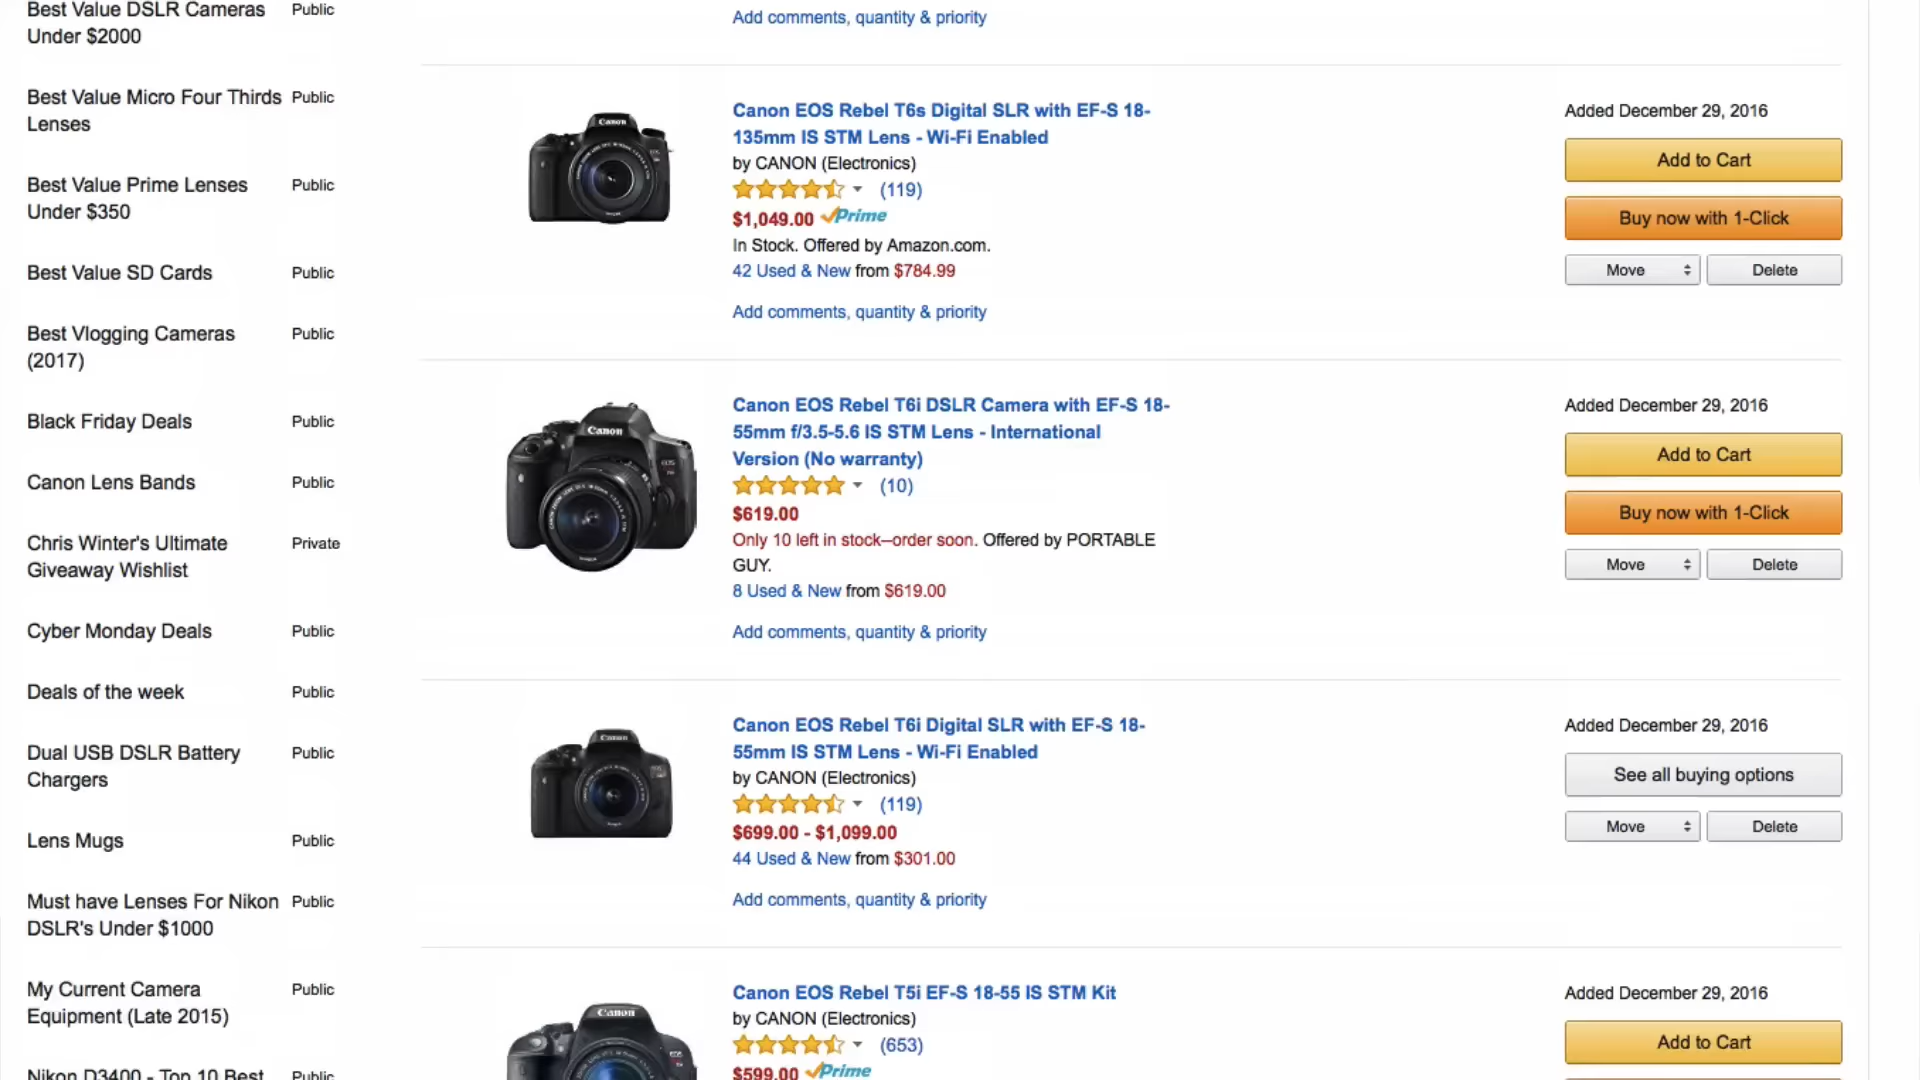 Best Value DSLR Cameras Public
Under $2000
Best Value Micro Four Thirds Public
Lenses
Best Value Prime Lenses Public
Under $350
Best Value SD Cards Public
Best Vlogging Cameras Public
(2017)
Black Friday Deals Public
Canon Lens Bands Public
Chris Winter's Ultimate Private
Giveaway Wishlist
Cyber Monday Deals Public
Deals of the week Public
Dual USB DSLR Battery Public
Chargers
Lens Mugs Public
Must have Lenses For Nikon Public
DSLR's Under $1000
My Current Camera Public
Equipment (Late 2015)
Nikon D3400 - Top 10 Best Public
Add comments, quantity & priority
Canon
Canon EOS Rebel T6s Digital SLR with EF-S 18-
135mm IS STM Lens - Wi-Fi Enabled
by CANON (Electronics)
(119)
$1,049.00 Prime
In Stock. Offered by Amazon.com.
42 Used & New from $784.99
Add comments, quantity & priority
Added December 29, 2016
Add to Cart
Buy now with 1-Click
Move Delete
Canon
Canon EOS Rebel T6i DSLR Camera with EF-S 18-
55mm f/3.5-5.6 IS STM Lens - International
Version (No warranty)
(10)
$619.00
Only 10 left in stock--order soon. Offered by PORTABLE
GUY.
8 Used & New from $619.00
Add comments, quantity & priority
Added December 29, 2016
Add to Cart
Buy now with 1-Click
Move Delete
Canon
Canon EOS Rebel T6i Digital SLR with EF-S 18-
55mm IS STM Lens - Wi-Fi Enabled
by CANON (Electronics)
(119)
$699.00 - $1,099.00
44 Used & New from $301.00
Add comments, quantity & priority
Added December 29, 2016
See all buying options
Move Delete
Canon
Canon EOS Rebel T5i EF-S 18-55 IS STM Kit
by CANON (Electronics)
(653)
$599.00 Prime
Added December 29, 2016
Add to Cart